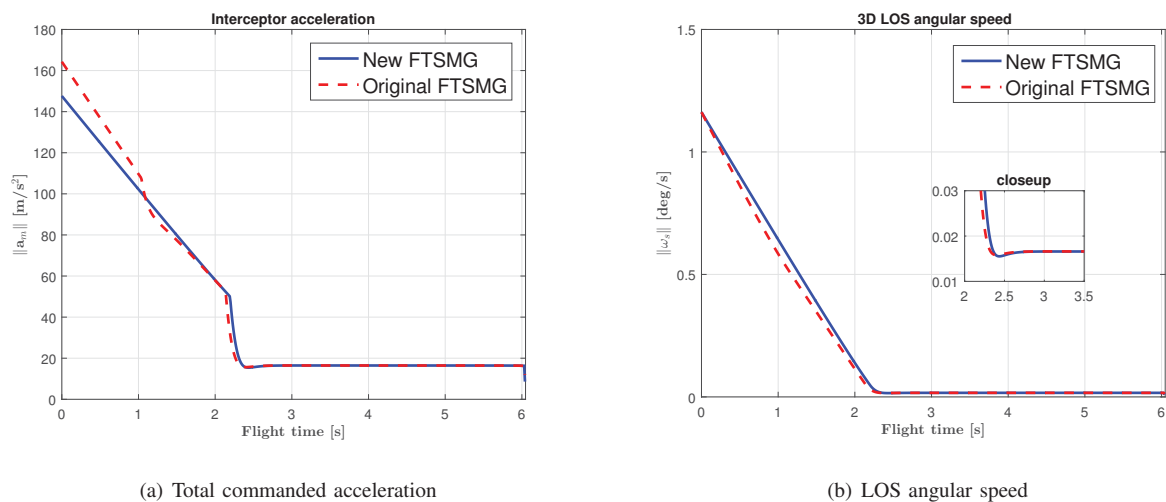 Interceptor acceleration
180
160
140
120
100
80
60
40
20
0
‖a_m‖ [m/s²]
New FTSMG
Original FTSMG
0 1 2 3 4 5 6
Flight time [s]
(a) Total commanded acceleration
3D LOS angular speed
1.5
1
0.5
0
‖ω_s‖ [deg/s]
New FTSMG
Original FTSMG
closeup
0.03
0.02
0.01
2 2.5 3 3.5
0 1 2 3 4 5 6
Flight time [s]
(b) LOS angular speed